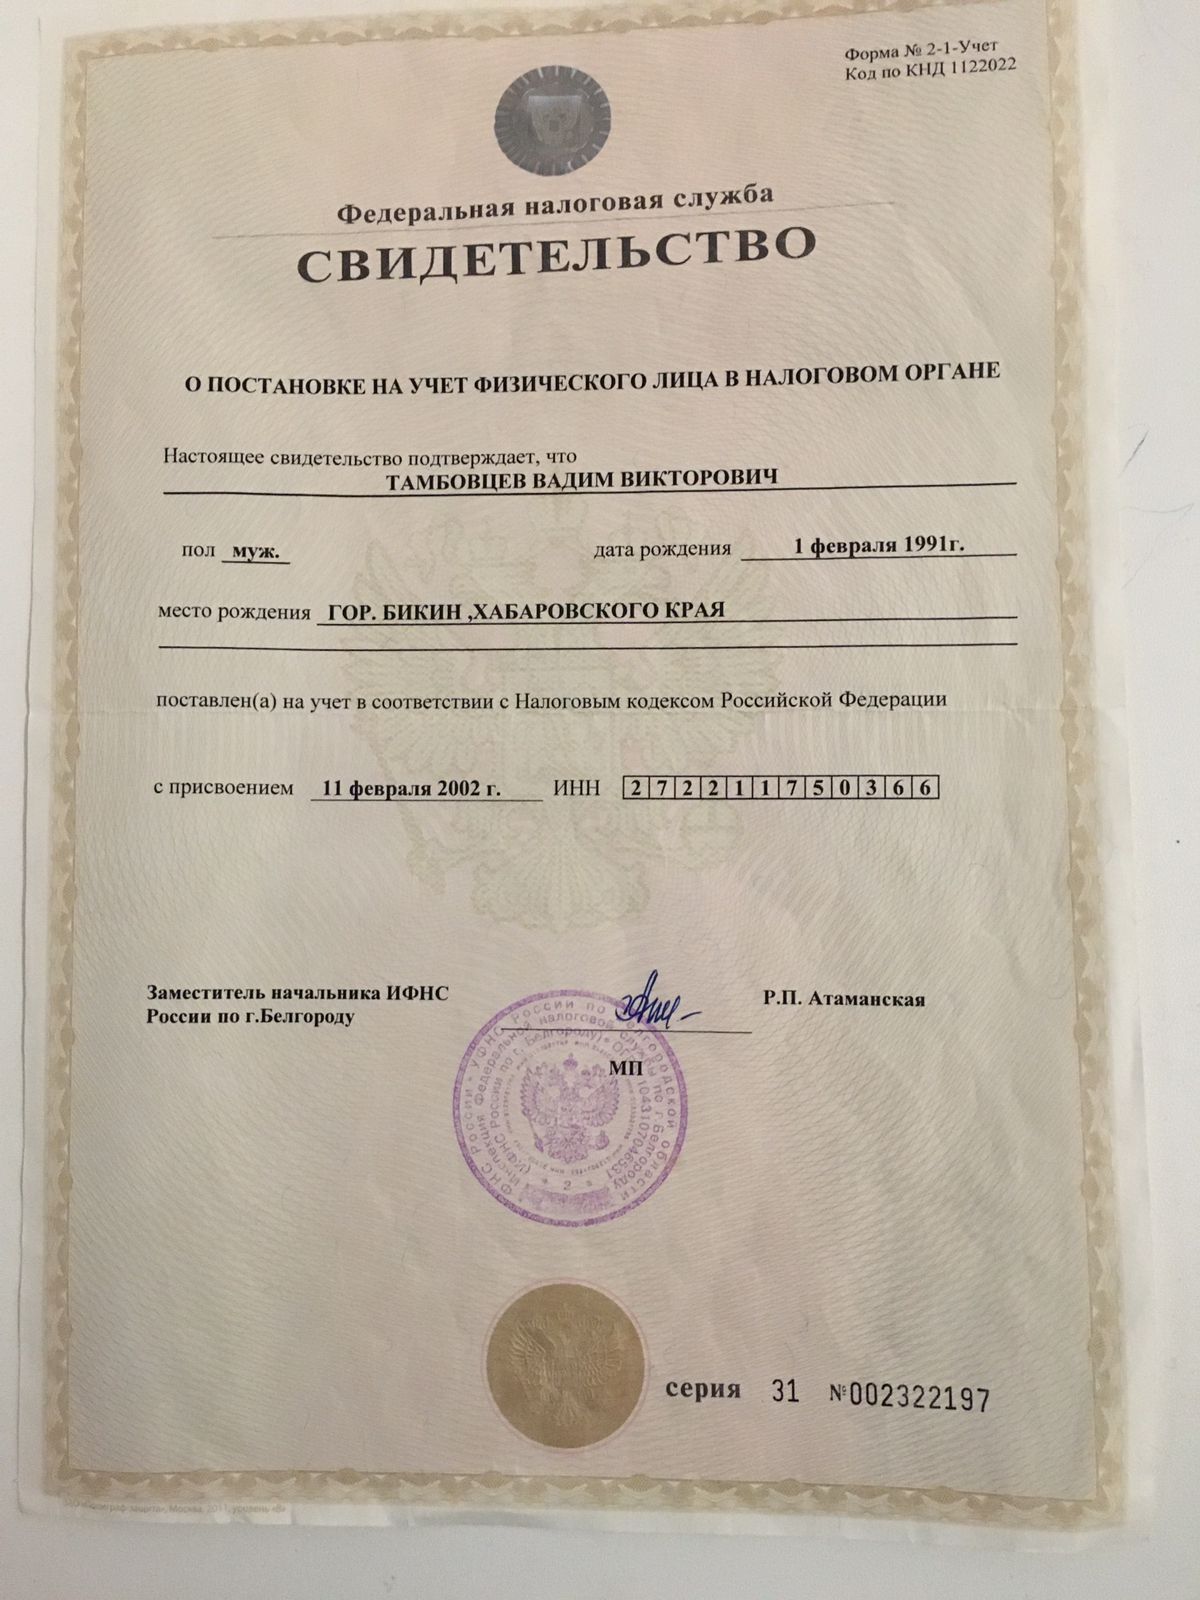 Форма № 2-1-Учет
Код по КНД 1122022
Федеральная налоговая служба
СВИДЕТЕЛЬСТВО
О ПОСТАНОВКЕ НА УЧЕТ ФИЗИЧЕСКОГО ЛИЦА В НАЛОГОВОМ ОРГАНЕ
Настоящее свидетельство подтверждает, что
ТАМБОВЦЕВ ВАДИМ ВИКТОРОВИЧ
пол муж. дата рождения 1 февраля 1991г.
место рождения ГОР. БИКИН ,ХАБАРОВСКОГО КРАЯ
поставлен(а) на учет в соответствии с Налоговым кодексом Российской Федерации
с присвоением 11 февраля 2002 г. ИНН 272211750366
Заместитель начальника ИФНС
России по г.Белгороду
Р.П. Атаманская
МП
серия 31 №002322197